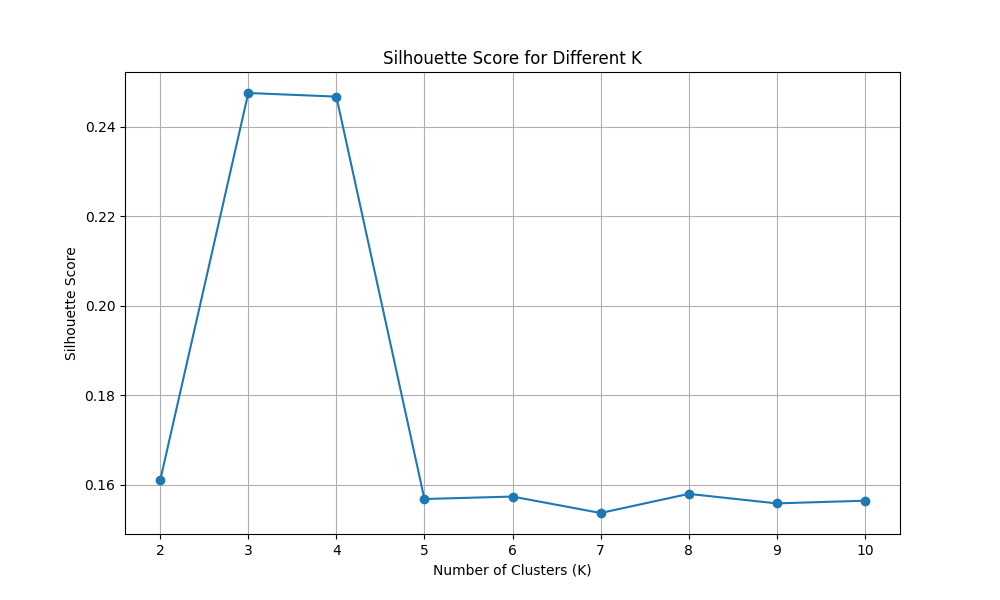 Silhouette Score for Different K
Silhouette Score
0.24
0.22
0.20
0.18
0.16
2 3 4 5 6 7 8 9 10
Number of Clusters (K)